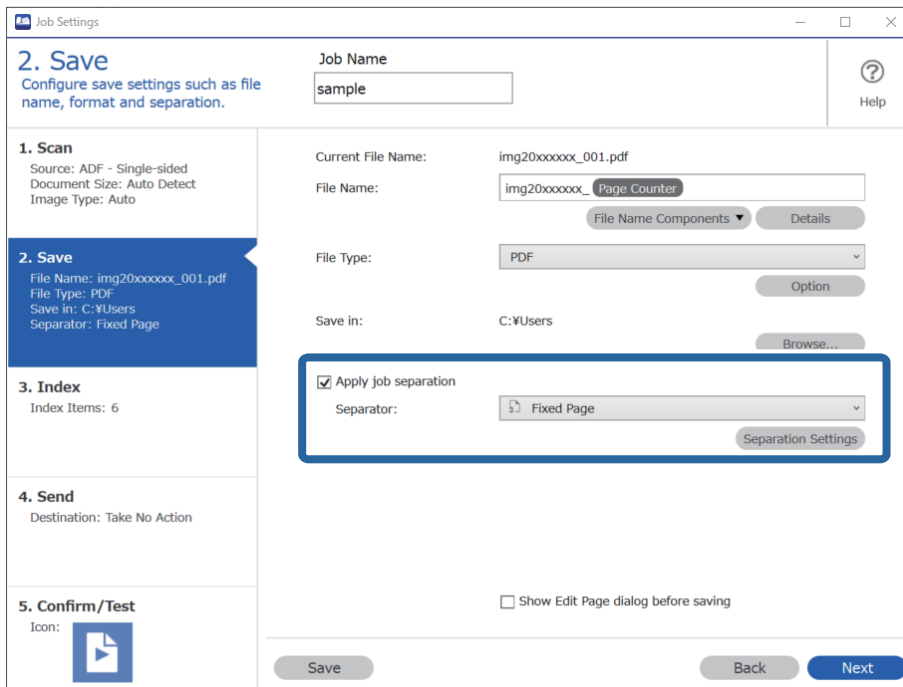 Job Settings
2. Save
Configure save settings such as file
name, format and separation.
Job Name
sample
Help
1. Scan
Source: ADF - Single-sided
Document Size: Auto Detect
Image Type: Auto
2. Save
File Name: img20xxxxxx_001.pdf
File Type: PDF
Save in: C:¥Users
Separator: Fixed Page
3. Index
Index Items: 6
4. Send
Destination: Take No Action
5. Confirm/Test
Icon:
Current File Name: img20xxxxxx_001.pdf
File Name: img20xxxxxx_ Page Counter
File Name Components ▼ Details
File Type: PDF
Option
Save in: C:¥Users
Browse...
Apply job separation
Separator: Fixed Page
Separation Settings
Show Edit Page dialog before saving
Save Back Next